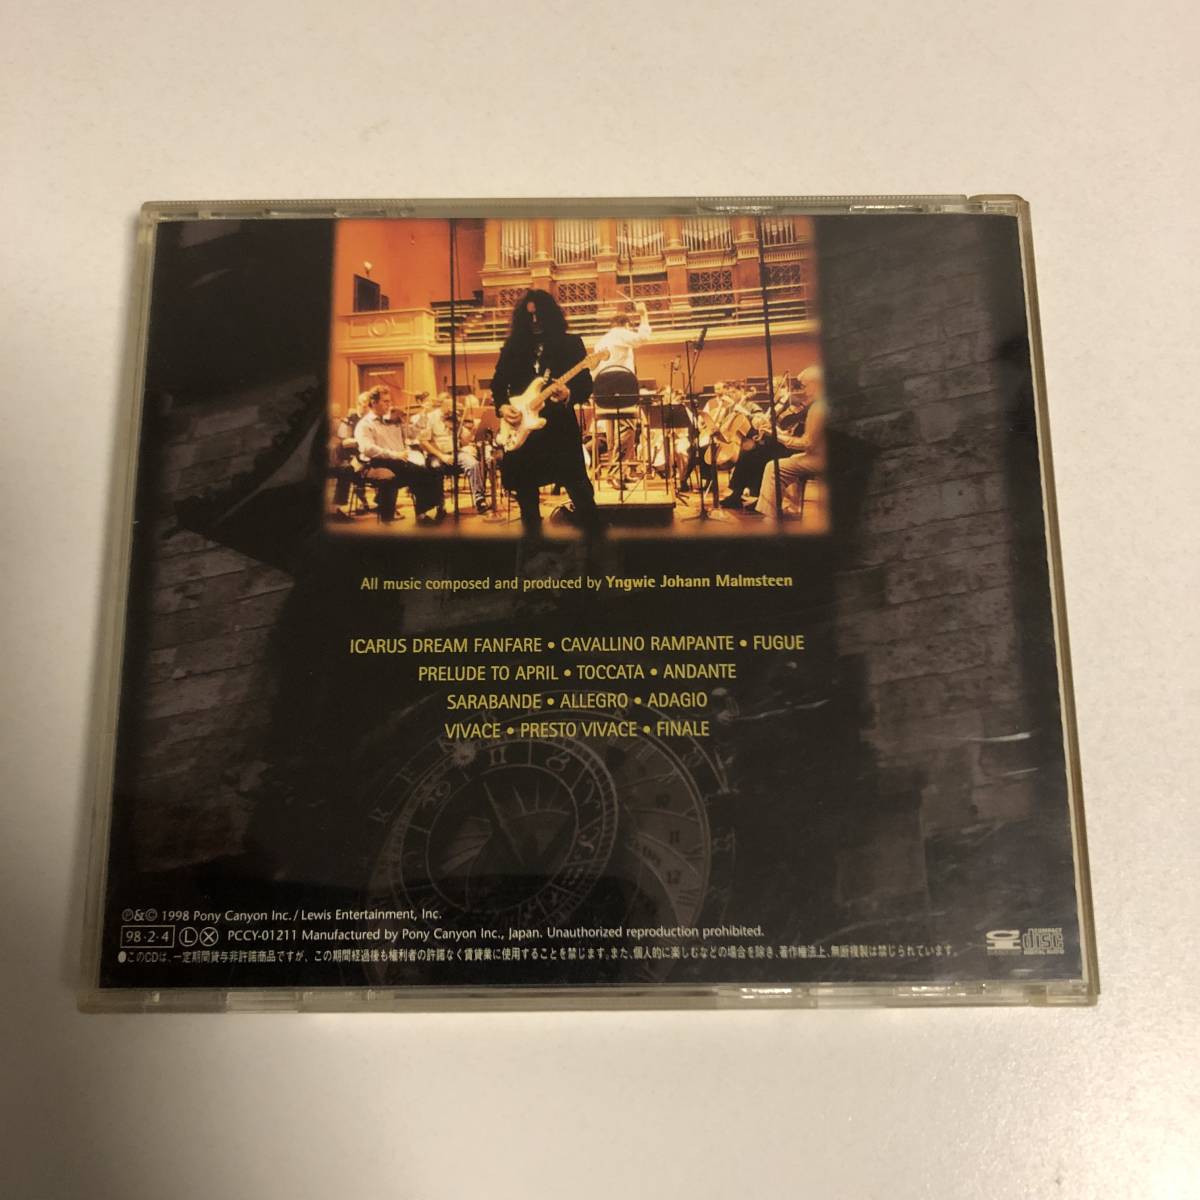 All music composed and produced by Yngwie Johann Malmsteen
ICARUS DREAM FANFARE • CAVALLINO RAMPANTE • FUGUE
PRELUDE TO APRIL • TOCCATA • ANDANTE
SARABANDE • ALLEGRO • ADAGIO
VIVACE • PRESTO VIVACE • FINALE
℗&© 1998 Pony Canyon Inc. / Lewis Entertainment, Inc.
98・2・4 Ⓛ Ⓧ PCCY-01211 Manufactured by Pony Canyon Inc., Japan. Unauthorized reproduction prohibited.
●このCDは、一定期間貸与非許諾商品ですが、この期間経過後も権利者の許諾なく賃貸業に使用することを禁じます。また、個人的に楽しむなどの場合を除き、著作権法上、無断複製は禁じられています。
COMPACT
disc
DIGITAL AUDIO